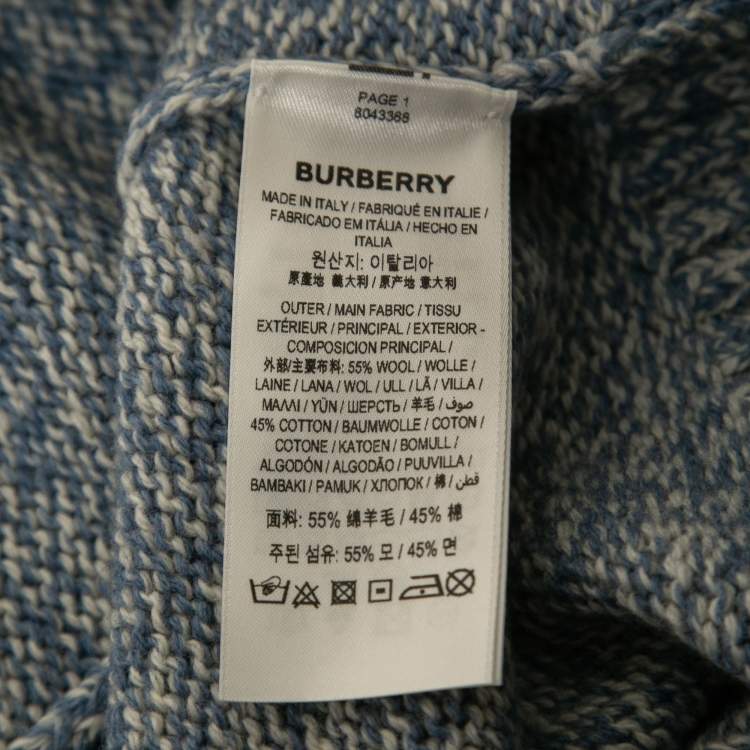 PAGE 1
8043368
BURBERRY
MADE IN ITALY / FABRIQUÉ EN ITALIE /
FABRICADO EM ITÁLIA / HECHO EN
ITALIA
원산지: 이탈리아
原產地 義大利 / 原产地 意大利
OUTER / MAIN FABRIC / TISSU
EXTÉRIEUR / PRINCIPAL / EXTERIOR -
COMPOSICION PRINCIPAL /
外部/主要布料: 55% WOOL / WOLLE /
LAINE / LANA / WOL / ULL / LÃ / VILLA /
ΜΑΛΛΙ / YÜN / ШЕРСТЬ / 羊毛 / صوف /
45% COTTON / BAUMWOLLE / COTON /
COTONE / KATOEN / BOMULL /
ALGODÓN / ALGODÃO / PUUVILLA /
ΒΑΜΒΑΚΙ / PAMUK / ХЛОПОК / 棉 / قطن /
面料: 55% 绵羊毛 / 45% 棉
주된 섬유: 55% 모 / 45% 면